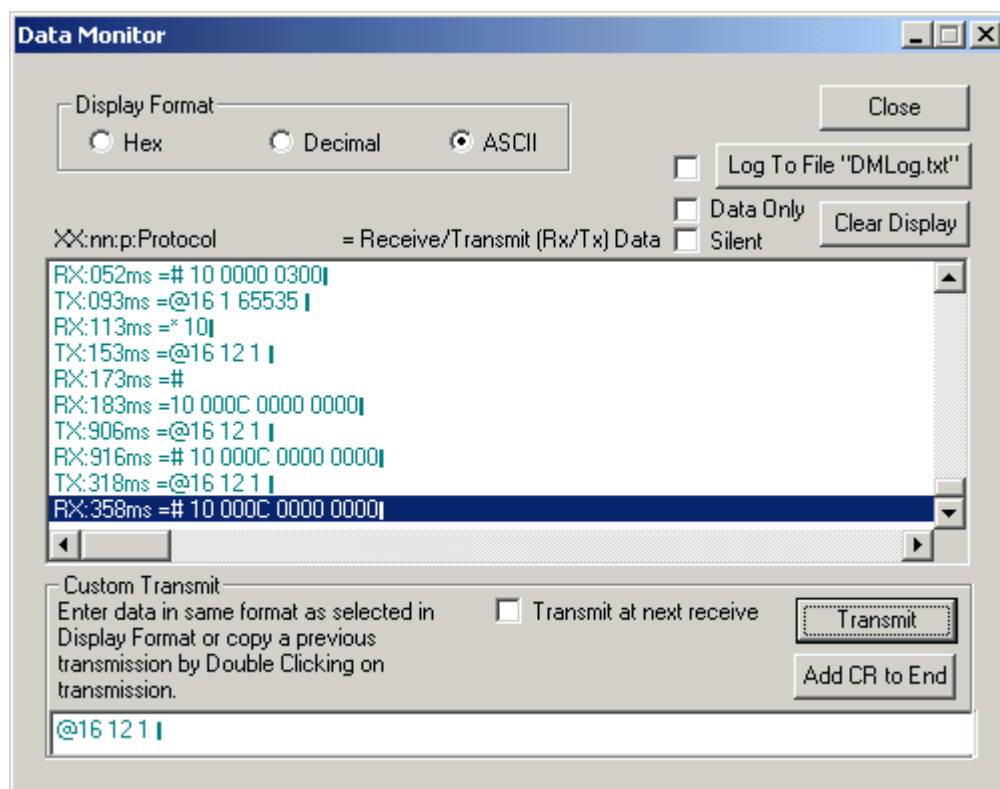 Data Monitor
Display Format
Hex Decimal ASCII
Close
Log To File "DMLog.txt"
Data Only
Silent
Clear Display
XX:nn:p:Protocol = Receive/Transmit (Rx/Tx) Data
RX:052ms =# 10 0000 0300
TX:093ms =@16 1 65535
RX:113ms =* 10
TX:153ms =@16 12 1
RX:173ms =#
RX:183ms =10 000C 0000 0000
TX:906ms =@16 12 1
RX:916ms =# 10 000C 0000 0000
TX:318ms =@16 12 1
RX:358ms =# 10 000C 0000 0000
Custom Transmit
Enter data in same format as selected in
Display Format or copy a previous
transmission by Double Clicking on
transmission.
Transmit at next receive
Transmit
Add CR to End
@16 12 1